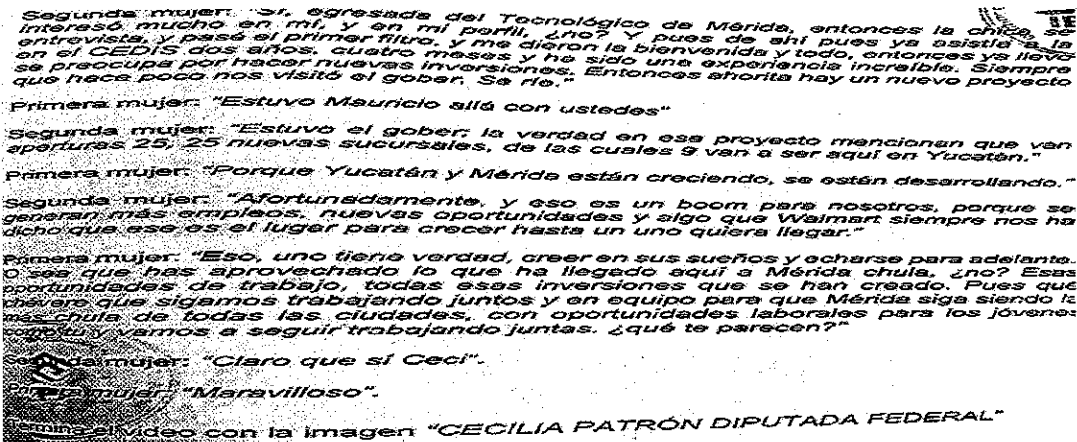 Segunda mujer: "Sí, egresada del Tecnológico de Mérida, entonces la chica se
interesó mucho en mí, y en mi perfil, ¿no? Y pues de ahí pues ya asistía a la
entrevista, y pasé el primer filtro, y me dieron la bienvenida y todo, entonces ya llevo
en el CEDIS dos años, cuatro meses y ha sido una experiencia increíble. Siempre
se preocupa por hacer nuevas inversiones. Entonces ahorita hay un nuevo proyecto
que hace poco nos visitó el gober. Se ríe."
Primera mujer: "Estuvo Mauricio allá con ustedes"
Segunda mujer: "Estuvo el gober; la verdad en ese proyecto mencionan que van
aperturas 25, 25 nuevas sucursales, de las cuales 9 van a ser aquí en Yucatán."
Primera mujer: "Porque Yucatán y Mérida están creciendo, se están desarrollando."
Segunda mujer: "Afortunadamente, y eso es un boom para nosotros, porque se
generan más empleos, nuevas oportunidades y algo que Walmart siempre nos ha
dicho que ese es el lugar para crecer hasta un uno quiera llegar."
Primera mujer: "Eso, uno tiene verdad, creer en sus sueños y echarse para adelante.
O sea que has aprovechado lo que ha llegado aquí a Mérida chula, ¿no? Esas
oportunidades de trabajo, todas esas inversiones que se han creado. Pues que
padre que sigamos trabajando juntos y en equipo para que Mérida siga siendo la
más chula de todas las ciudades, con oportunidades laborales para los jóvenes
como tu y vamos a seguir trabajando juntas. ¿qué te parecen?"
Segunda mujer: "Claro que sí Ceci".
Primera mujer: "Maravilloso".
Termina el video con la imagen "CECILIA PATRÓN DIPUTADA FEDERAL"